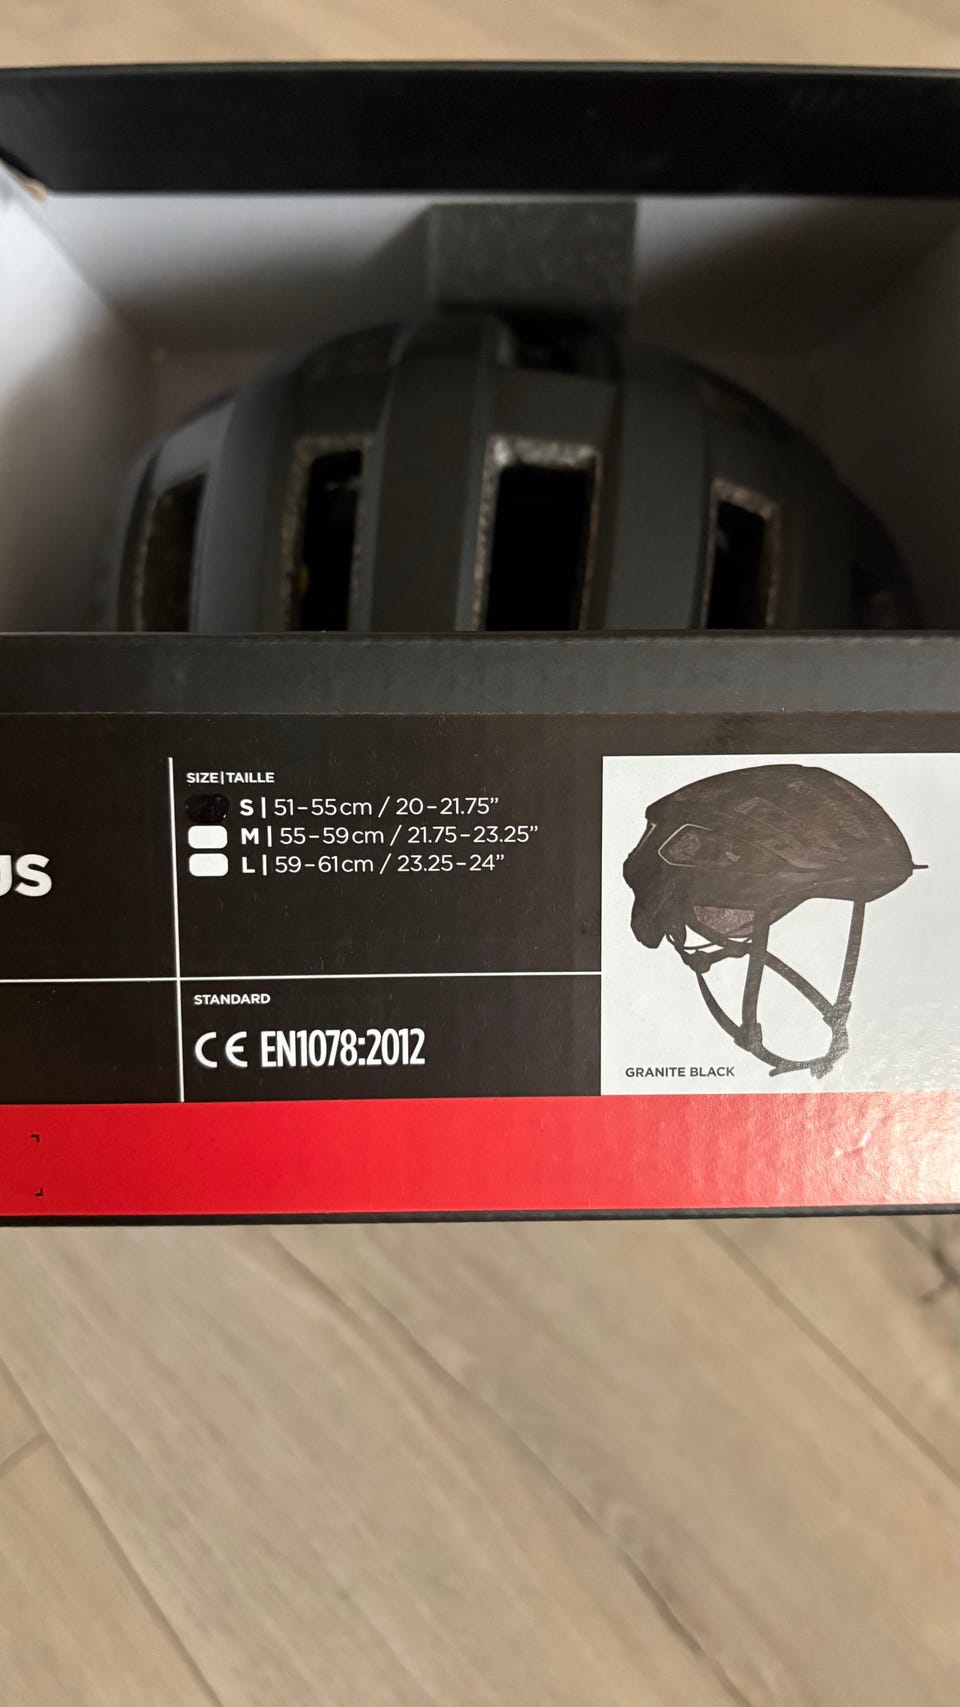 SIZE|TAILLE
S | 51-55cm / 20-21.75”
M | 55-59cm / 21.75-23.25”
L | 59-61cm / 23.25-24”
US
STANDARD
CE EN1078:2012
GRANITE BLACK